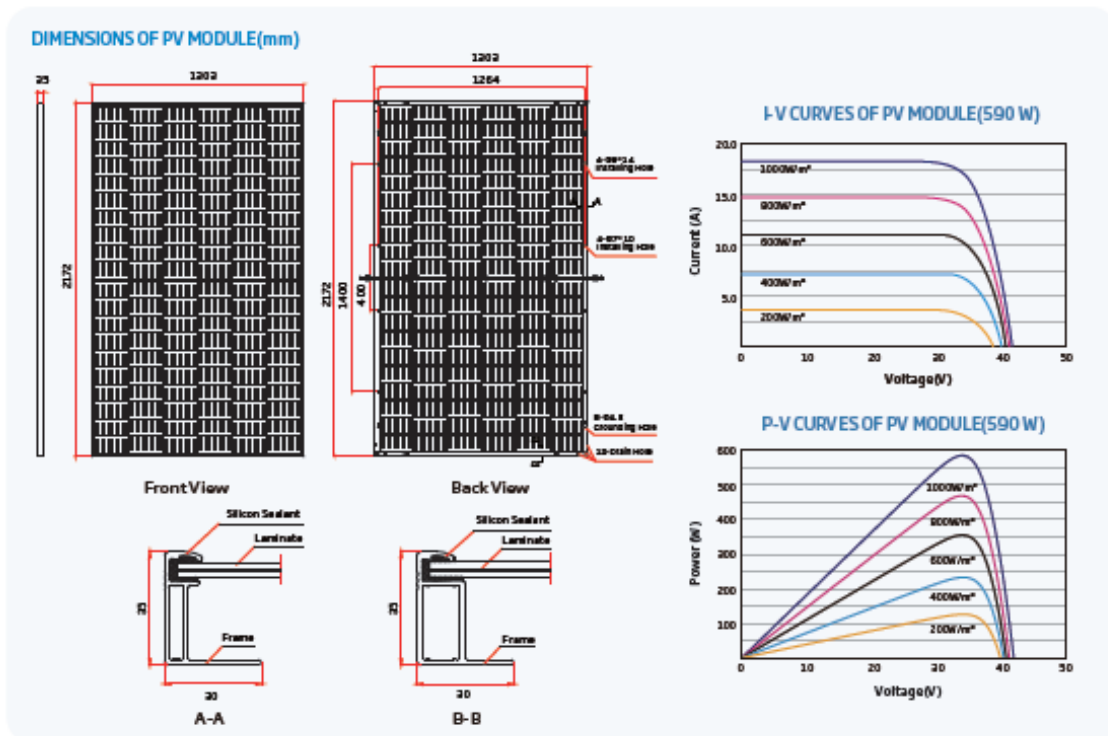 DIMENSIONS OF PV MODULE(mm)
35
1303
2172
Front View
1303
1264
2172
1400
400
Installing Hole
A
Installing Hole
Grounding Hole
Drain Hole
Back View
Silicon Sealant
Laminate
35
Frame
30
A-A
Silicon Sealant
Laminate
35
Frame
30
B-B
I-V CURVES OF PV MODULE(590 W)
20.0
15.0
10.0
5.0
Current (A)
1000W/m²
800W/m²
600W/m²
400W/m²
200W/m²
0 10 20 30 40 50
Voltage(V)
P-V CURVES OF PV MODULE(590 W)
600
500
400
300
200
100
Power (W)
1000W/m²
800W/m²
600W/m²
400W/m²
200W/m²
0 10 20 30 40 50
Voltage(V)